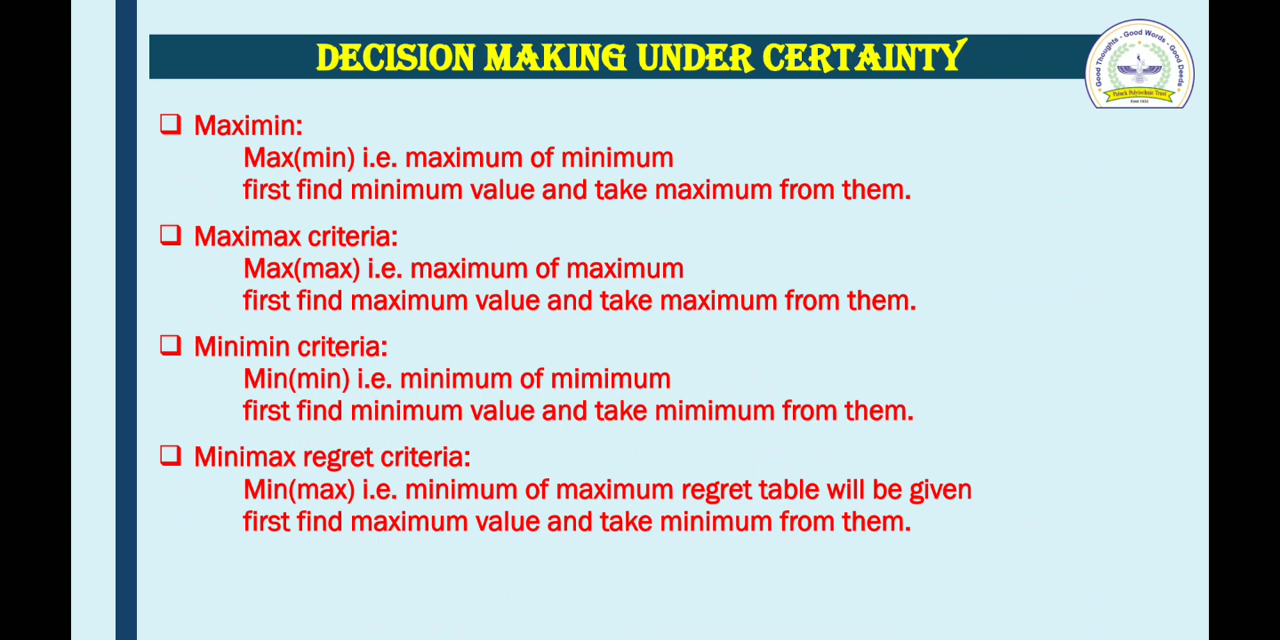 DECISION MAKING UNDER CERTAINTY
Good Thoughts - Good Words - Good Deeds
Maximin:
Max(min) i.e. maximum of minimum
first find minimum value and take maximum from them.
Maximax criteria:
Max(max) i.e. maximum of maximum
first find maximum value and take maximum from them.
Minimin criteria:
Min(min) i.e. minimum of mimimum
first find minimum value and take mimimum from them.
Minimax regret criteria:
Min(max) i.e. minimum of maximum regret table will be given
first find maximum value and take minimum from them.